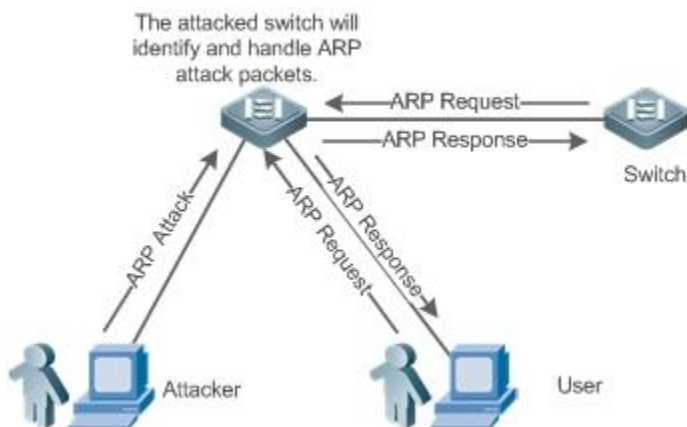 The attacked switch will
identify and handle ARP
attack packets.
ARP Request
ARP Response
Switch
ARP Attack
ARP Request
ARP Response
Attacker
User